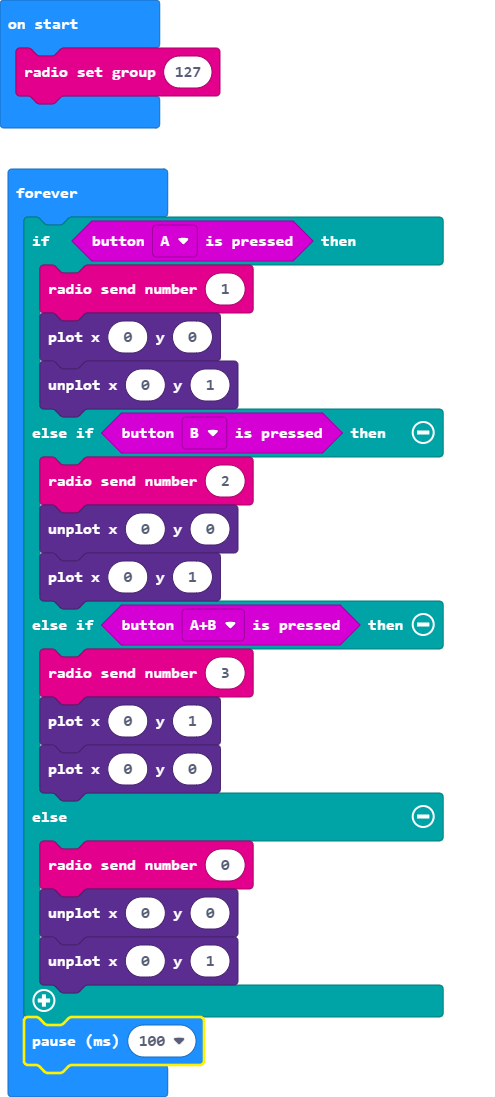 on start
radio set group 127
forever
if button A is pressed then
radio send number 1
plot x 0 y 0
unplot x 0 y 1
else if button B is pressed then
radio send number 2
unplot x 0 y 0
plot x 0 y 1
else if button A+B is pressed then
radio send number 3
plot x 0 y 1
plot x 0 y 0
else
radio send number 0
unplot x 0 y 0
unplot x 0 y 1
pause (ms) 100